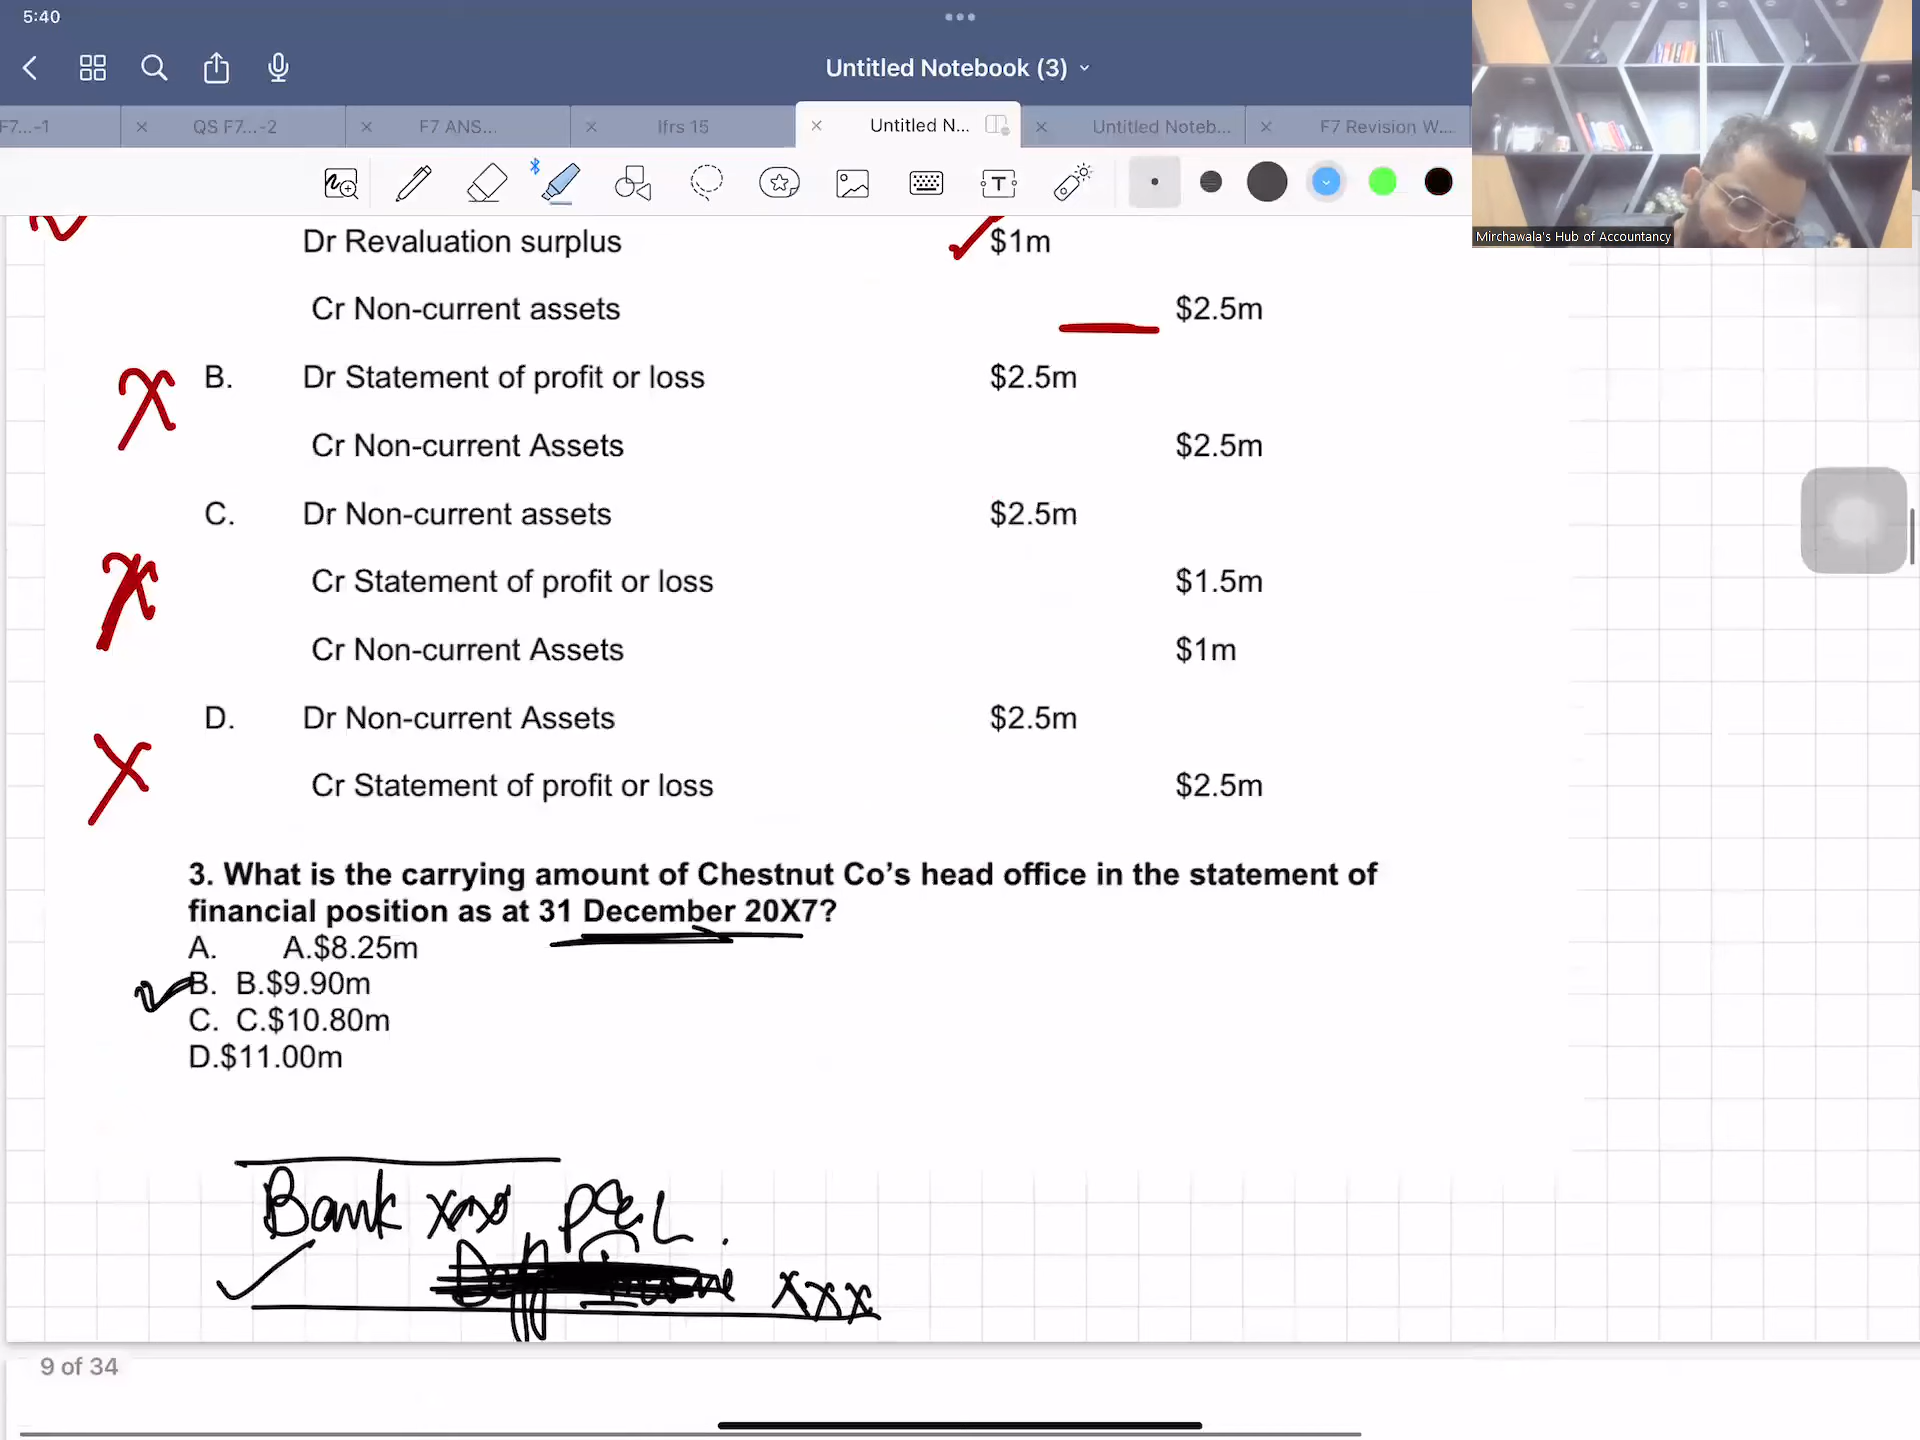 5:40
Untitled Notebook (3)
F7...-1
QS F7...-2
F7 ANS...
Ifrs 15
Untitled N...
Untitled Noteb...
F7 Revision W...
Mirchawala's Hub of Accountancy
Dr Revaluation surplus $1m
Cr Non-current assets $2.5m
B. Dr Statement of profit or loss $2.5m
Cr Non-current Assets $2.5m
C. Dr Non-current assets $2.5m
Cr Statement of profit or loss $1.5m
Cr Non-current Assets $1m
D. Dr Non-current Assets $2.5m
Cr Statement of profit or loss $2.5m
3. What is the carrying amount of Chestnut Co's head office in the statement of
financial position as at 31 December 20X7?
A. A.$8.25m
B. B.$9.90m
C. C.$10.80m
D.$11.00m
Bank xxx P&L.
xxx
9 of 34